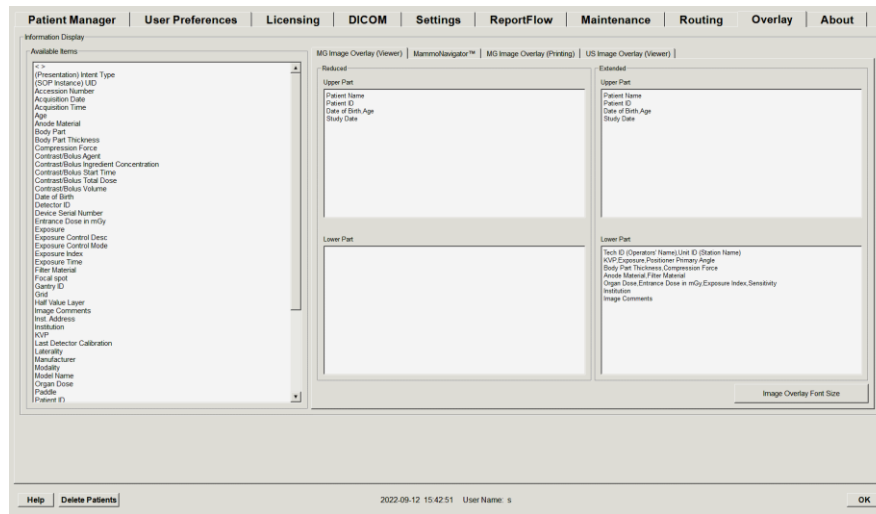 Patient Manager User Preferences Licensing DICOM Settings ReportFlow Maintenance Routing Overlay About
Information Display
Available Items
< >
(Presentation) Intent Type
(SOP Instance) UID
Accession Number
Acquisition Date
Acquisition Time
Age
Anode Material
Body Part
Body Part Thickness
Compression Force
Contrast/Bolus Agent
Contrast/Bolus Ingredient Concentration
Contrast/Bolus Start Time
Contrast/Bolus Total Dose
Contrast/Bolus Volume
Date of Birth
Detector ID
Device Serial Number
Entrance Dose in mGy
Exposure
Exposure Control Desc
Exposure Control Mode
Exposure Index
Exposure Time
Filter Material
Focal spot
Gantry ID
Grid
Half Value Layer
Image Comments
Inst. Address
Institution
KVP
Last Detector Calibration
Laterality
Manufacturer
Modality
Model Name
Organ Dose
Paddle
Patient ID
MG Image Overlay (Viewer) MammoNavigator™ MG Image Overlay (Printing) US Image Overlay (Viewer)
Reduced
Upper Part
Patient Name
Patient ID
Date of Birth,Age
Study Date
Lower Part
Extended
Upper Part
Patient Name
Patient ID
Date of Birth,Age
Study Date
Lower Part
Tech ID (Operators' Name),Unit ID (Station Name)
KVP,Exposure,Positioner Primary Angle
Body Part Thickness,Compression Force
Anode Material,Filter Material
Organ Dose,Entrance Dose in mGy,Exposure Index,Sensitivity
Institution
Image Comments
Image Overlay Font Size
Help Delete Patients 2022-09-12 15:42:51 User Name: s OK